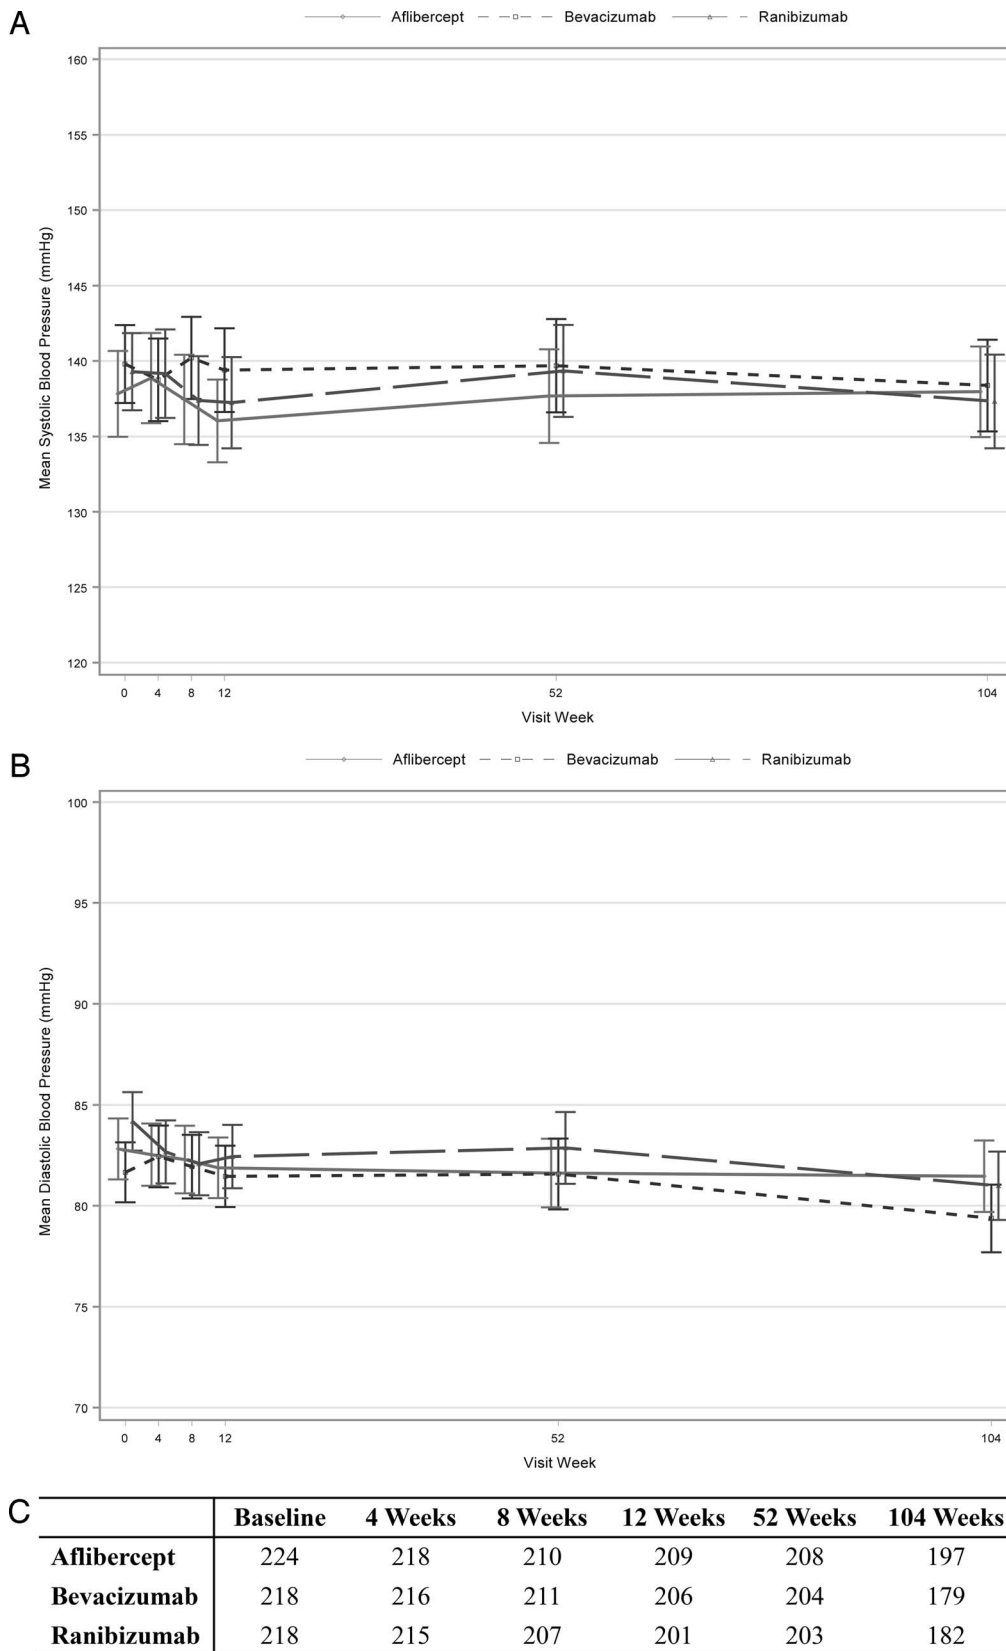 A
Aflibercept Bevacizumab Ranibizumab
160
155
150
145
140
135
130
125
120
Mean Systolic Blood Pressure (mmHg)
0 4 8 12 52 104
Visit Week
B
Aflibercept Bevacizumab Ranibizumab
100
95
90
85
80
75
70
Mean Diastolic Blood Pressure (mmHg)
0 4 8 12 52 104
Visit Week
C
Baseline 4 Weeks 8 Weeks 12 Weeks 52 Weeks 104 Weeks
Aflibercept 224 218 210 209 208 197
Bevacizumab 218 216 211 206 204 179
Ranibizumab 218 215 207 201 203 182